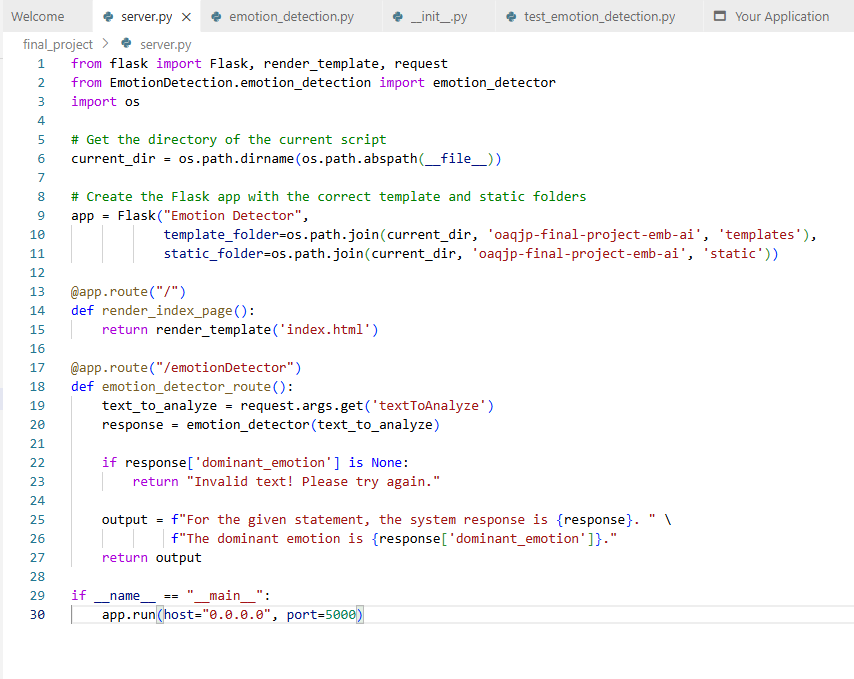 Welcome server.py × emotion_detection.py __init__.py test_emotion_detection.py Your Application
final_project > server.py
1 from flask import Flask, render_template, request
2 from EmotionDetection.emotion_detection import emotion_detector
3 import os
4
5 # Get the directory of the current script
6 current_dir = os.path.dirname(os.path.abspath(__file__))
7
8 # Create the Flask app with the correct template and static folders
9 app = Flask("Emotion Detector",
10             template_folder=os.path.join(current_dir, 'oaqjp-final-project-emb-ai', 'templates'),
11             static_folder=os.path.join(current_dir, 'oaqjp-final-project-emb-ai', 'static'))
12
13 @app.route("/")
14 def render_index_page():
15     return render_template('index.html')
16
17 @app.route("/emotionDetector")
18 def emotion_detector_route():
19     text_to_analyze = request.args.get('textToAnalyze')
20     response = emotion_detector(text_to_analyze)
21
22     if response['dominant_emotion'] is None:
23         return "Invalid text! Please try again."
24
25     output = f"For the given statement, the system response is {response}. " \
26              f"The dominant emotion is {response['dominant_emotion']}."
27     return output
28
29 if __name__ == "__main__":
30     app.run(host="0.0.0.0", port=5000)